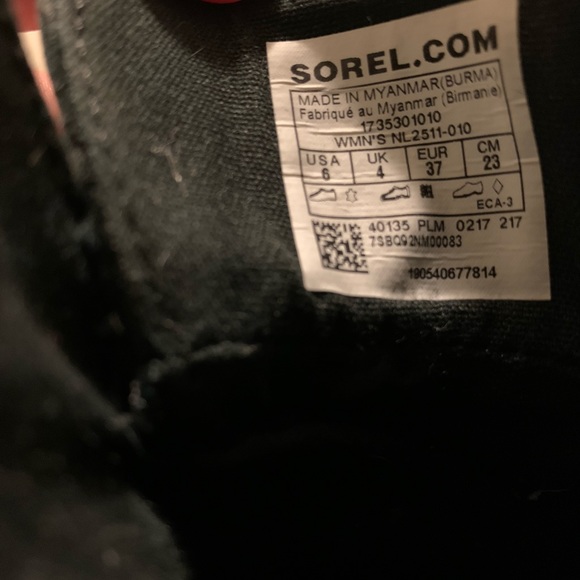 SOREL.COM
MADE IN MYANMAR(BURMA)
Fabriqué au Myanmar (Birmanie)
1735301010
WMN'S NL2511-010
USA UK EUR CM
6 4 37 23
ECA-3
40135 PLM 0217 217
7SBQ92NM00083
190540677814